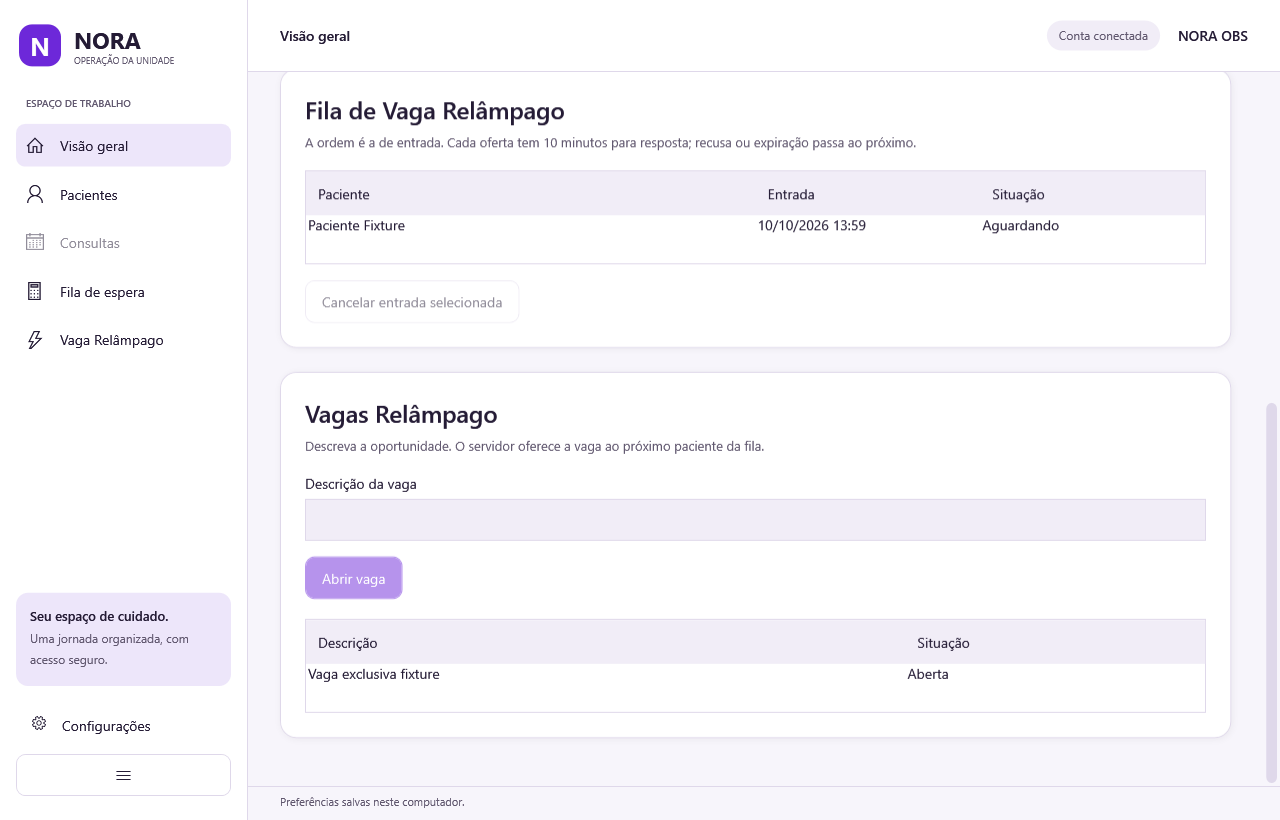 N
NORA
OPERAÇÃO DA UNIDADE
ESPAÇO DE TRABALHO
Visão geral
Pacientes
Consultas
Fila de espera
Vaga Relâmpago
Seu espaço de cuidado.
Uma jornada organizada, com
acesso seguro.
Configurações
Visão geral
Conta conectada
NORA OBS
Fila de Vaga Relâmpago
A ordem é a de entrada. Cada oferta tem 10 minutos para resposta; recusa ou expiração passa ao próximo.
Paciente Entrada Situação
Paciente Fixture 10/10/2026 13:59 Aguardando
Cancelar entrada selecionada
Vagas Relâmpago
Descreva a oportunidade. O servidor oferece a vaga ao próximo paciente da fila.
Descrição da vaga
Abrir vaga
Descrição Situação
Vaga exclusiva fixture Aberta
Preferências salvas neste computador.